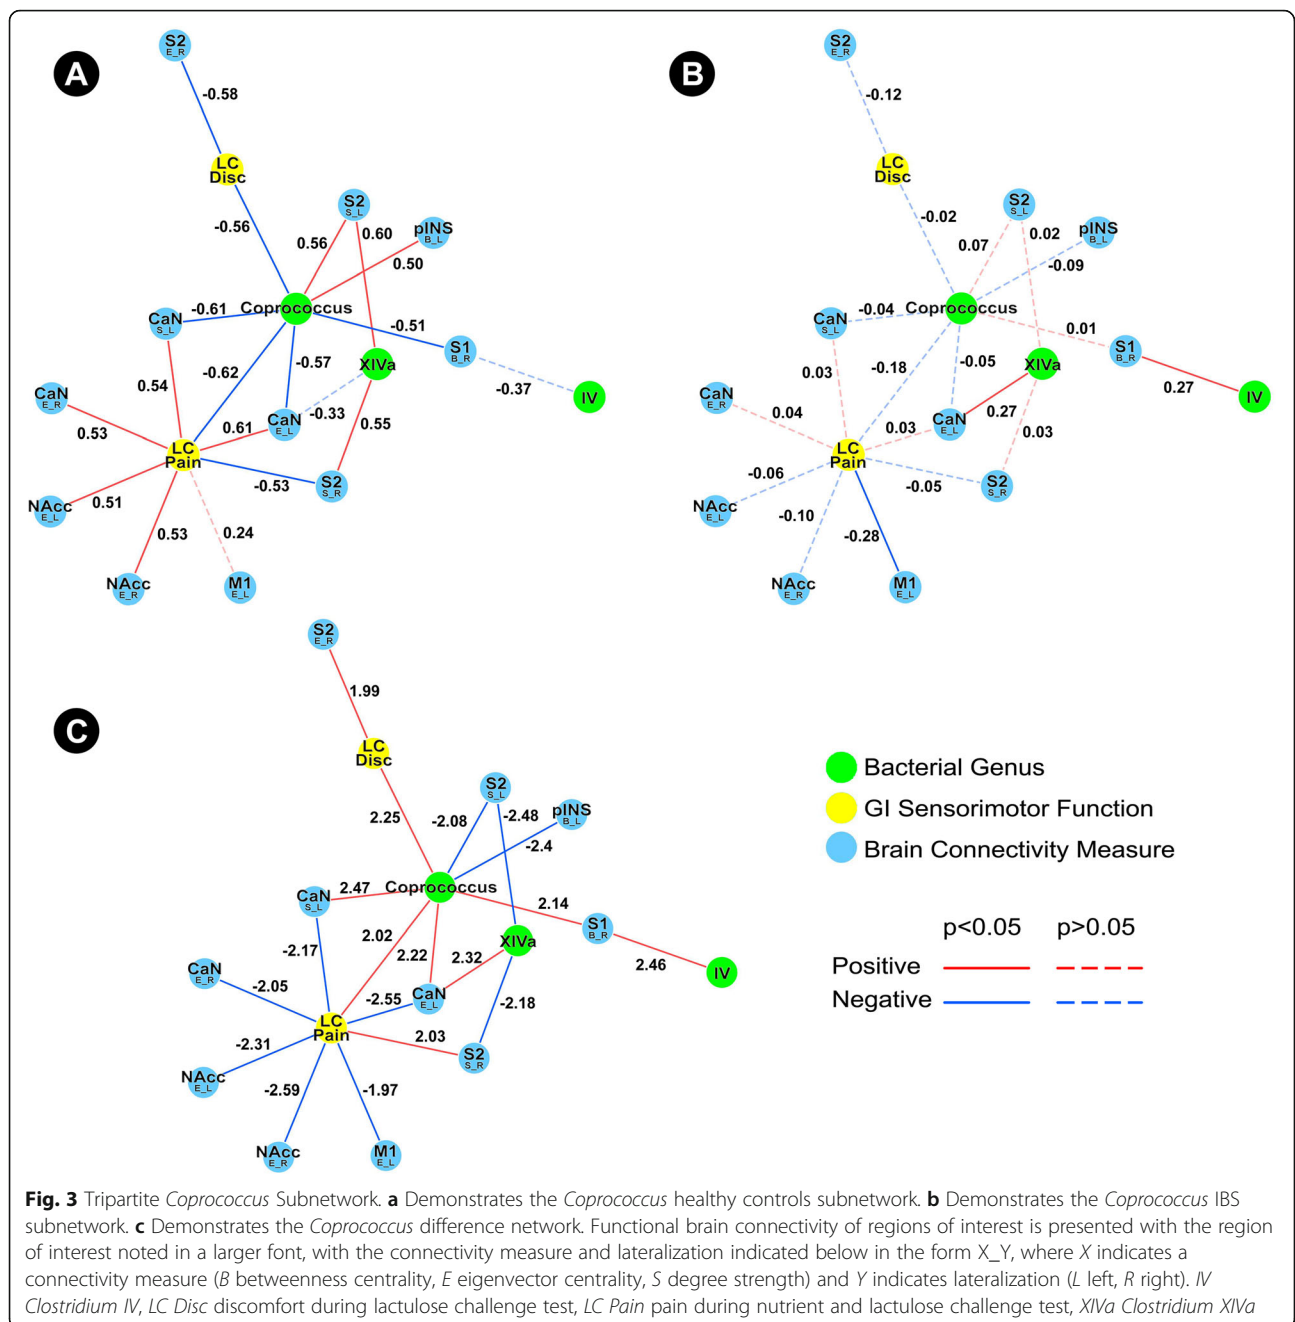 A
S2
E_R
-0.58
LC
Disc
-0.56
S2
S_L
0.56
0.60
pINS
B_L
0.50
Coprococcus
CaN
S_L
-0.61
-0.51
S1
B_R
-0.57
XIVa
-0.62
-0.37
IV
0.54
CaN
E_R
-0.33
0.53
0.61
CaN
E_L
0.55
LC
Pain
-0.53
S2
S_R
0.51
NAcc
E_L
0.53
0.24
NAcc
E_R
M1
E_L
B
S2
E_R
-0.12
LC
Disc
-0.02
S2
S_L
0.07
0.02
pINS
B_L
-0.09
Coprococcus
CaN
S_L
-0.04
0.01
S1
B_R
-0.05
XIVa
-0.18
0.27
IV
0.03
CaN
E_R
0.04
0.27
0.03
CaN
E_L
0.03
LC
Pain
-0.05
S2
S_R
-0.06
NAcc
E_L
-0.10
-0.28
NAcc
E_R
M1
E_L
C
S2
E_R
1.99
LC
Disc
2.25
S2
S_L
-2.08
-2.48
pINS
B_L
-2.4
Coprococcus
CaN
S_L
2.47
2.14
S1
B_R
2.02
XIVa
2.22
2.32
2.46
IV
-2.17
CaN
E_R
-2.05
-2.55
CaN
E_L
-2.18
LC
Pain
2.03
S2
S_R
-2.31
NAcc
E_L
-2.59
-1.97
NAcc
E_R
M1
E_L
Bacterial Genus
GI Sensorimotor Function
Brain Connectivity Measure
p<0.05 p>0.05
Positive
Negative
Fig. 3 Tripartite Coprococcus Subnetwork. a Demonstrates the Coprococcus healthy controls subnetwork. b Demonstrates the Coprococcus IBS
subnetwork. c Demonstrates the Coprococcus difference network. Functional brain connectivity of regions of interest is presented with the region
of interest noted in a larger font, with the connectivity measure and lateralization indicated below in the form X_Y, where X indicates a
connectivity measure (B betweenness centrality, E eigenvector centrality, S degree strength) and Y indicates lateralization (L left, R right). IV
Clostridium IV, LC Disc discomfort during lactulose challenge test, LC Pain pain during nutrient and lactulose challenge test, XIVa Clostridium XIVa